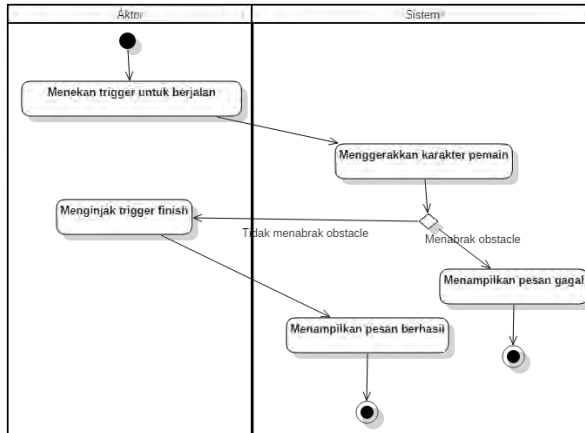 Aktor
Sistem
Menekan trigger untuk berjalan
Menggerakkan karakter pemain
Menginjak trigger finish
Tidak menabrak obstacle
Menabrak obstacle
Menampilkan pesan gagal
Menampilkan pesan berhasil